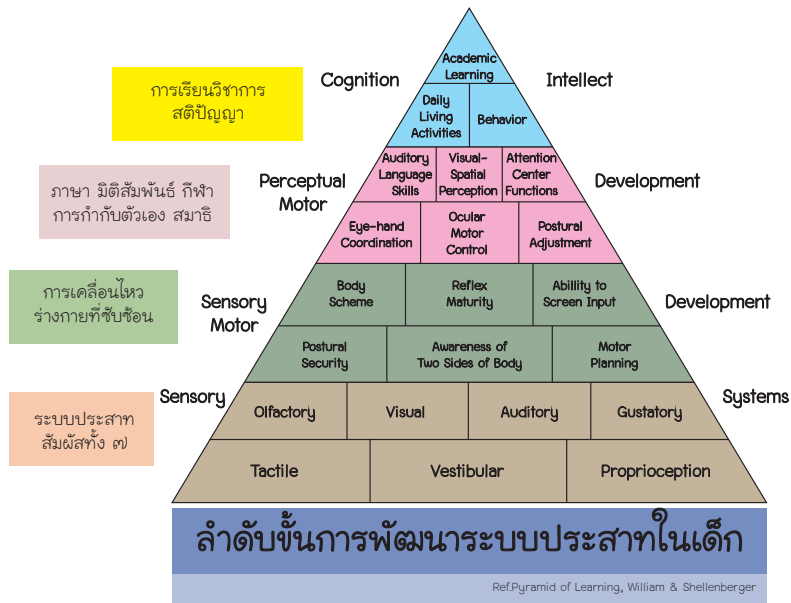 Academic
Learning
Cognition
Intellect
การเรียนวิชาการ
สติปัญญา
Daily
Living
Activities
Behavior
Auditory
Language
Skills
Visual-
Spatial
Perception
Attention
Center
Functions
ภาษา มิติสัมพันธ์ กีฬา
การกำกับตัวเอง สมาธิ
Perceptual
Motor
Development
Eye-hand
Coordination
Ocular
Motor
Control
Postural
Adjustment
การเคลื่อนไหว
ร่างกายที่ซับซ้อน
Sensory
Motor
Body
Scheme
Reflex
Maturity
Abillity to
Screen Input
Development
Postural
Security
Awareness of
Two Sides of Body
Motor
Planning
ระบบประสาท
สัมผัสทั้ง ๗
Sensory
Systems
Olfactory
Visual
Auditory
Gustatory
Tactile
Vestibular
Proprioception
ลำดับขั้นการพัฒนาระบบประสาทในเด็ก
Ref.Pyramid of Learning, William & Shellenberger